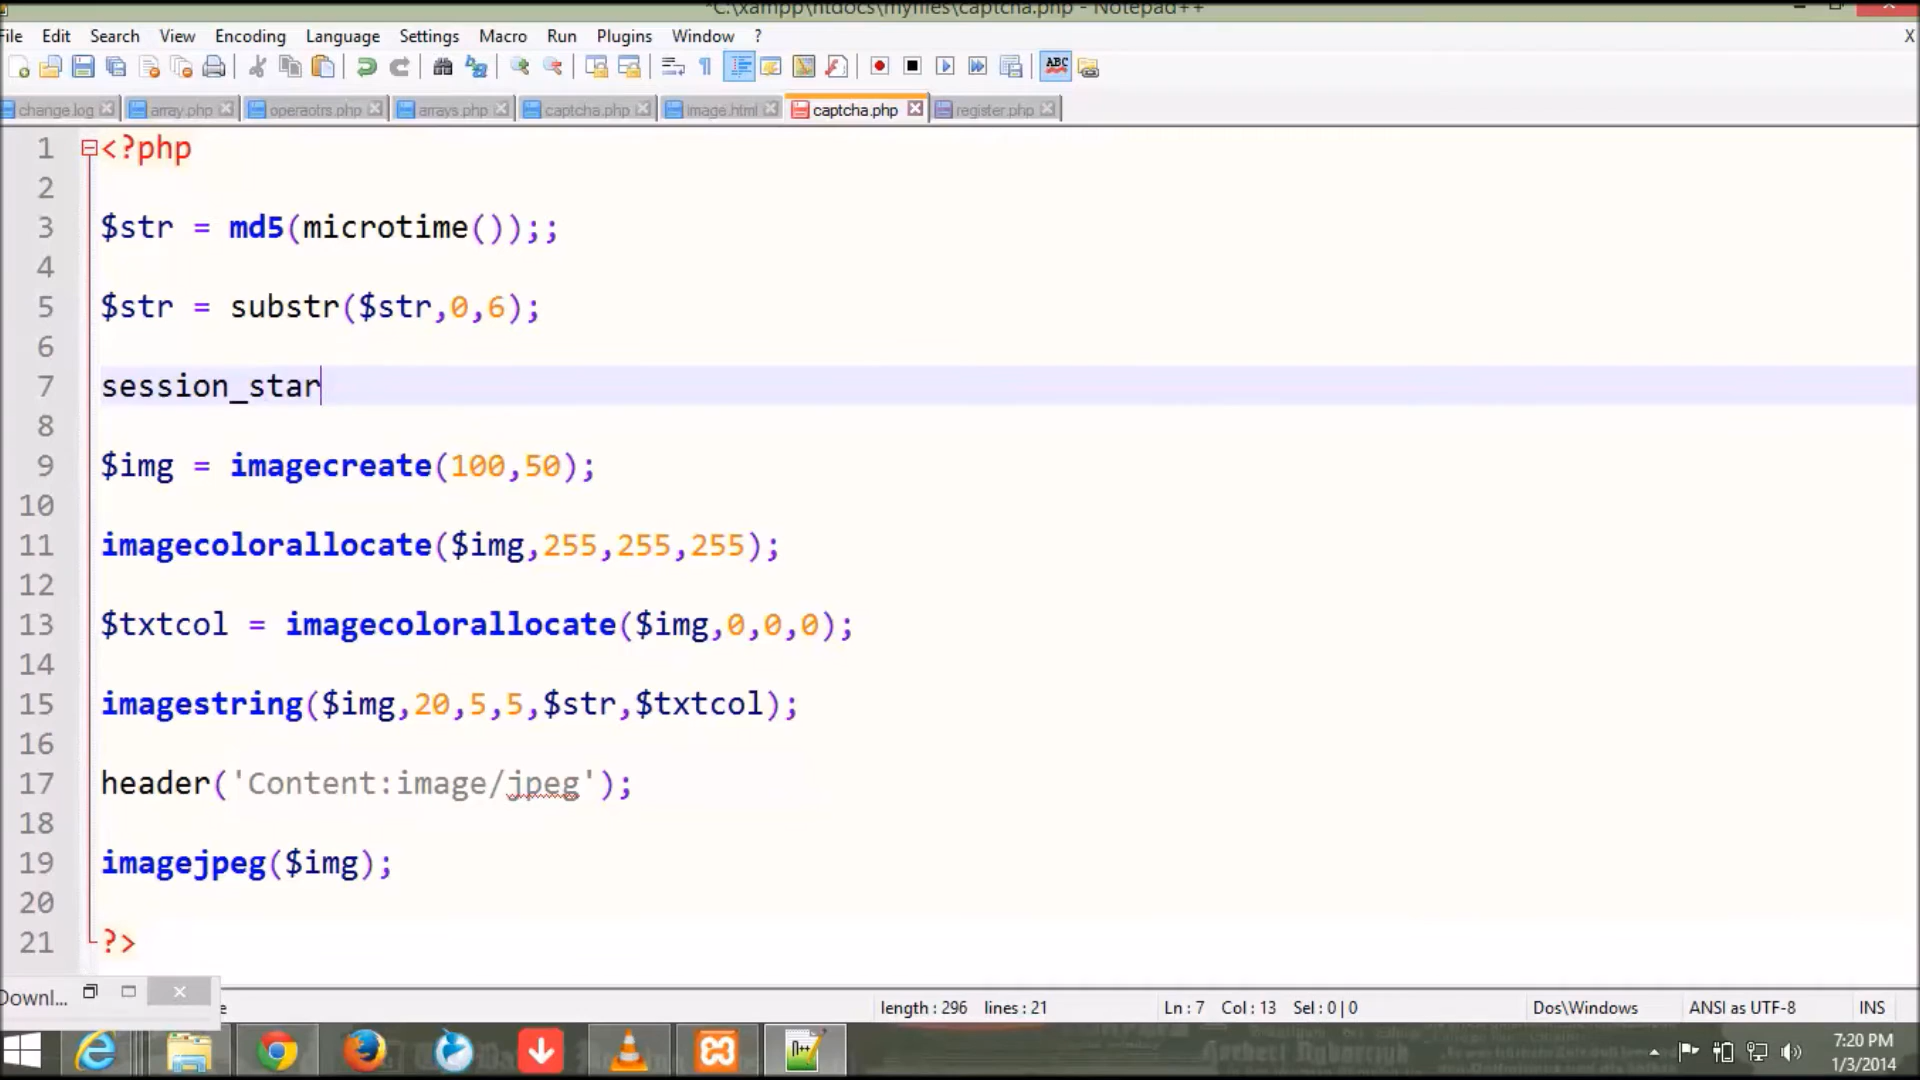 *C:\xampp\htdocs\myfiles\captcha.php - Notepad++
File Edit Search View Encoding Language Settings Macro Run Plugins Window ? X
ABC
change.log array.php operaotrs.php arrays.php captcha.php image.html captcha.php register.php
1 <?php
2
3 $str = md5(microtime());;
4
5 $str = substr($str,0,6);
6
7 session_star
8
9 $img = imagecreate(100,50);
10
11 imagecolorallocate($img,255,255,255);
12
13 $txtcol = imagecolorallocate($img,0,0,0);
14
15 imagestring($img,20,5,5,$str,$txtcol);
16
17 header('Content:image/jpeg');
18
19 imagejpeg($img);
20
21 ?>
Downl...
length : 296 lines : 21 Ln : 7 Col : 13 Sel : 0 | 0 Dos\Windows ANSI as UTF-8 INS
7:20 PM
1/3/2014